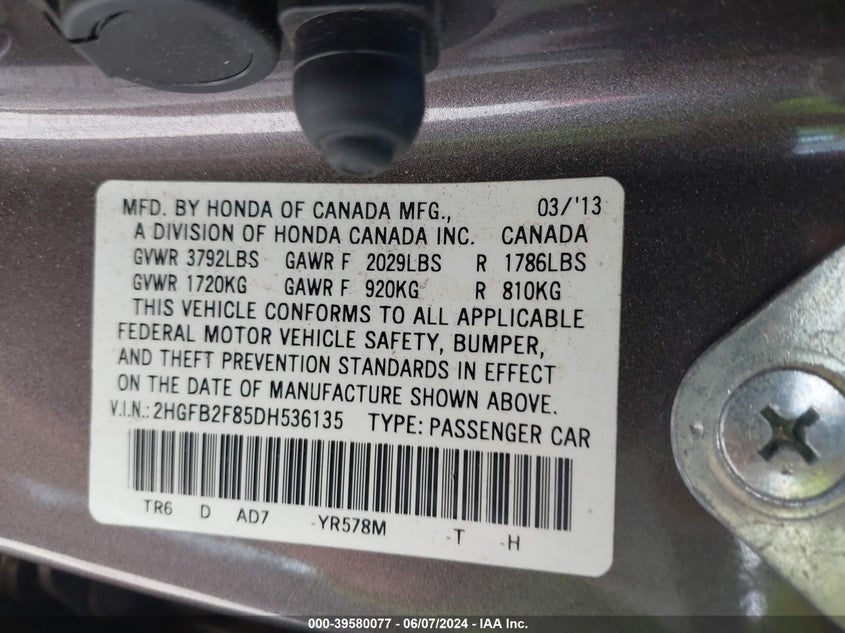 MFD. BY HONDA OF CANADA MFG., 03/'13
A DIVISION OF HONDA CANADA INC. CANADA
GVWR 3792LBS GAWR F 2029LBS R 1786LBS
GVWR 1720KG GAWR F 920KG R 810KG
THIS VEHICLE CONFORMS TO ALL APPLICABLE
FEDERAL MOTOR VEHICLE SAFETY, BUMPER,
AND THEFT PREVENTION STANDARDS IN EFFECT
ON THE DATE OF MANUFACTURE SHOWN ABOVE.
V.I.N.: 2HGFB2F85DH536135 TYPE: PASSENGER CAR
TR6 D AD7 -YR578M -T -H
000-39580077 - 06/07/2024 - IAA Inc.